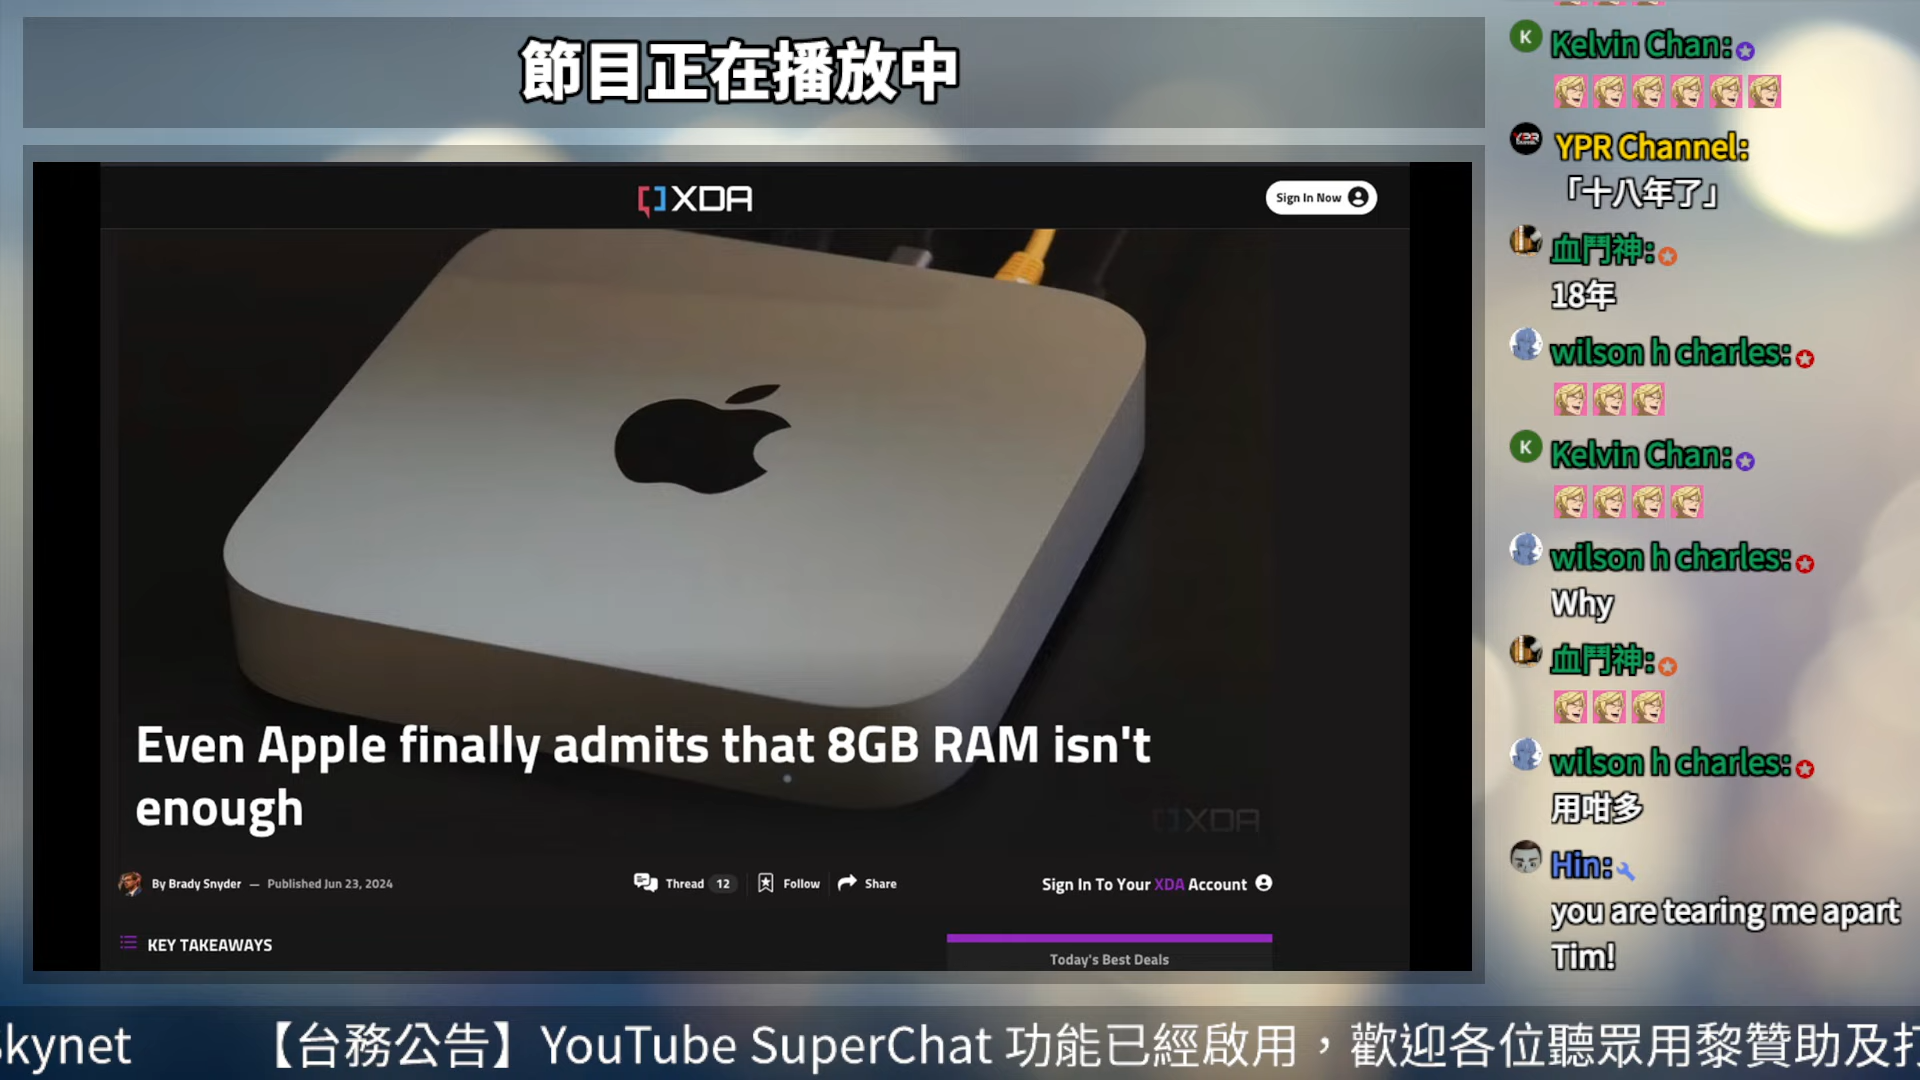 節目正在播放中
XDA
Sign In Now
Even Apple finally admits that 8GB RAM isn't
enough
XDA
By Brady Snyder — Published Jun 23, 2024
Thread 12
Follow
Share
Sign In To Your XDA Account
KEY TAKEAWAYS
Today's Best Deals
K
Kelvin Chan:
YPR Channel:
「十八年了」
血鬥神:
18年
wilson h charles:
K
Kelvin Chan:
wilson h charles:
Why
血鬥神:
wilson h charles:
用咁多
Hin:
you are tearing me apart
Tim!
skynet 【台務公告】YouTube SuperChat 功能已經啟用，歡迎各位聽眾用黎贊助及打